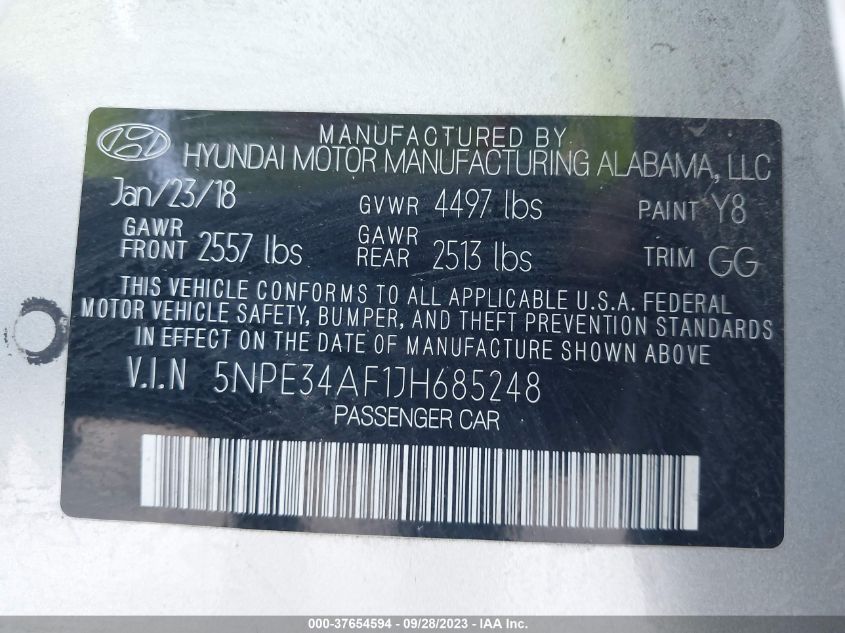 MANUFACTURED BY
HYUNDAI MOTOR MANUFACTURING ALABAMA, LLC
Jan/23/18 GVWR 4497 lbs PAINT Y8
GAWR FRONT 2557 lbs GAWR REAR 2513 lbs TRIM GG
THIS VEHICLE CONFORMS TO ALL APPLICABLE U.S.A. FEDERAL
MOTOR VEHICLE SAFETY, BUMPER, AND THEFT PREVENTION STANDARDS
IN EFFECT ON THE DATE OF MANUFACTURE SHOWN ABOVE
V.I.N 5NPE34AF1JH685248
PASSENGER CAR
000-37654594 - 09/28/2023 - IAA Inc.